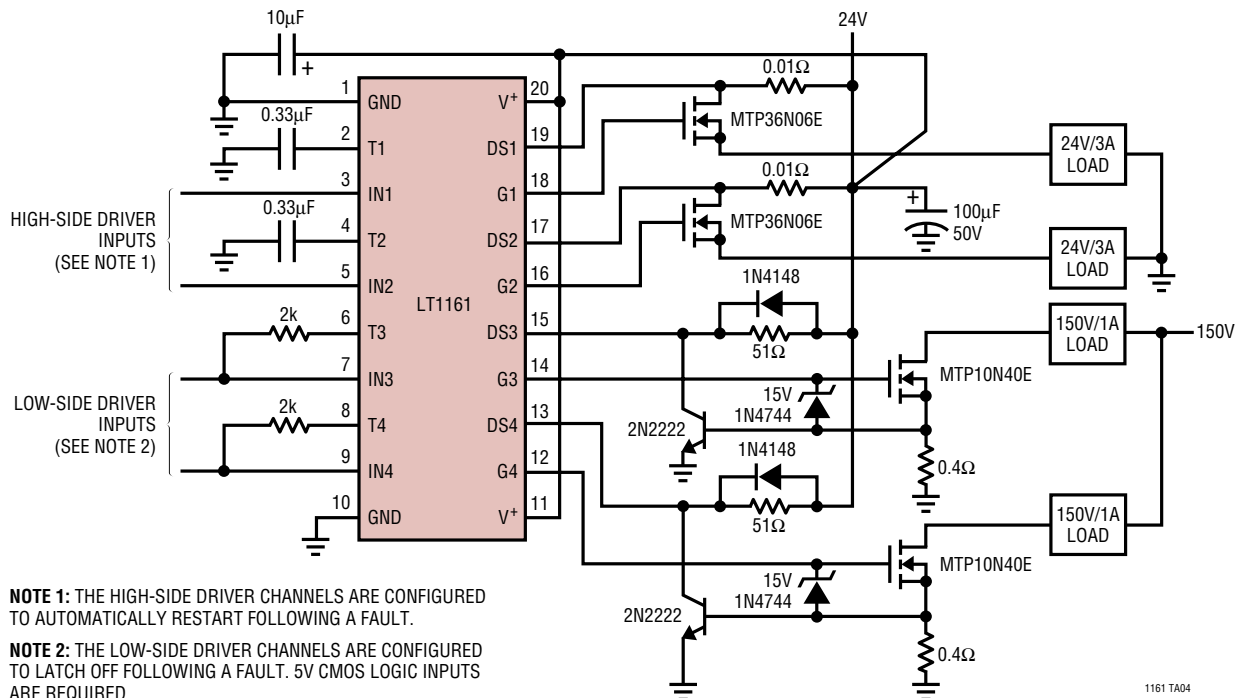 10µF
+
24V
0.01Ω
MTP36N06E
24V/3A
LOAD
0.33µF
1
GND
2
T1
3
IN1
4
T2
5
IN2
6
T3
7
IN3
8
T4
9
IN4
10
GND
LT1161
V+
20
DS1
19
G1
18
DS2
17
G2
16
DS3
15
G3
14
DS4
13
G4
12
V+
11
HIGH-SIDE DRIVER
INPUTS
(SEE NOTE 1)
0.33µF
2k
LOW-SIDE DRIVER
INPUTS
(SEE NOTE 2)
2k
0.01Ω
MTP36N06E
+
100µF
50V
24V/3A
LOAD
1N4148
51Ω
150V/1A
LOAD
150V
MTP10N40E
15V
1N4744
2N2222
0.4Ω
1N4148
51Ω
150V/1A
LOAD
MTP10N40E
15V
1N4744
2N2222
0.4Ω
NOTE 1: THE HIGH-SIDE DRIVER CHANNELS ARE CONFIGURED
TO AUTOMATICALLY RESTART FOLLOWING A FAULT.
NOTE 2: THE LOW-SIDE DRIVER CHANNELS ARE CONFIGURED
TO LATCH OFF FOLLOWING A FAULT. 5V CMOS LOGIC INPUTS
ARE REQUIRED
1161 TA04